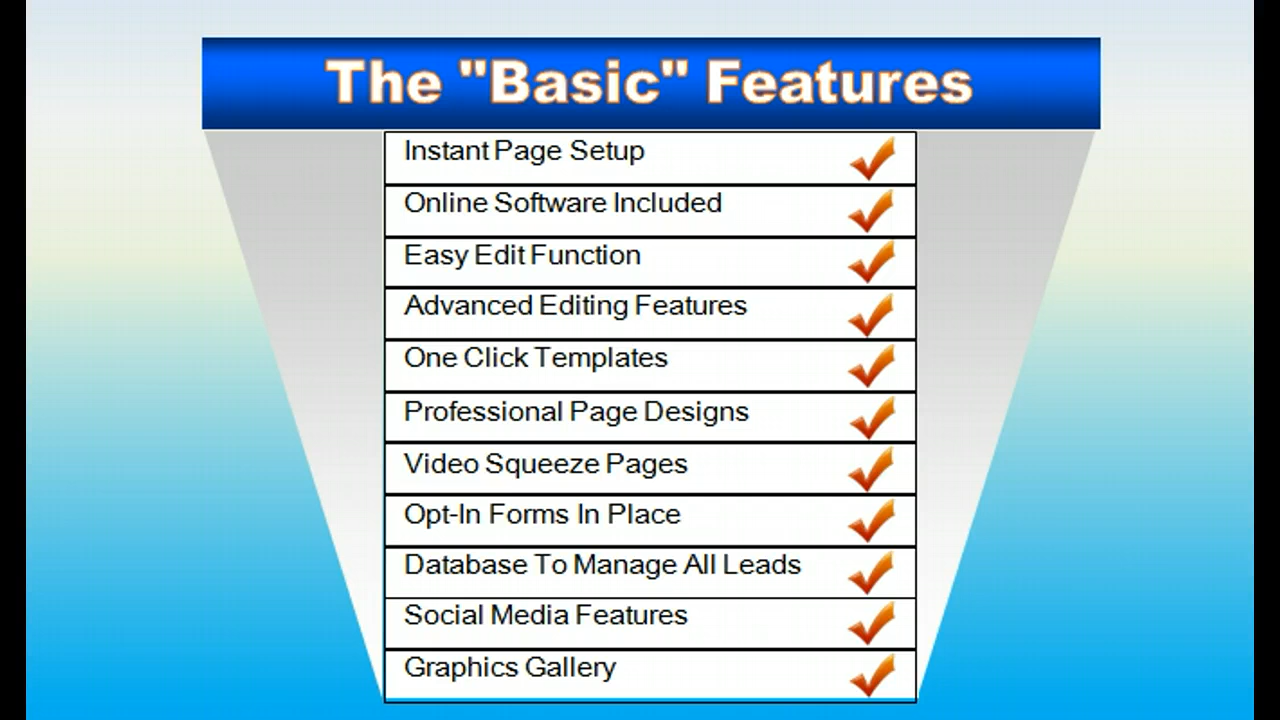 The "Basic" Features
Instant Page Setup
Online Software Included
Easy Edit Function
Advanced Editing Features
One Click Templates
Professional Page Designs
Video Squeeze Pages
Opt-In Forms In Place
Database To Manage All Leads
Social Media Features
Graphics Gallery